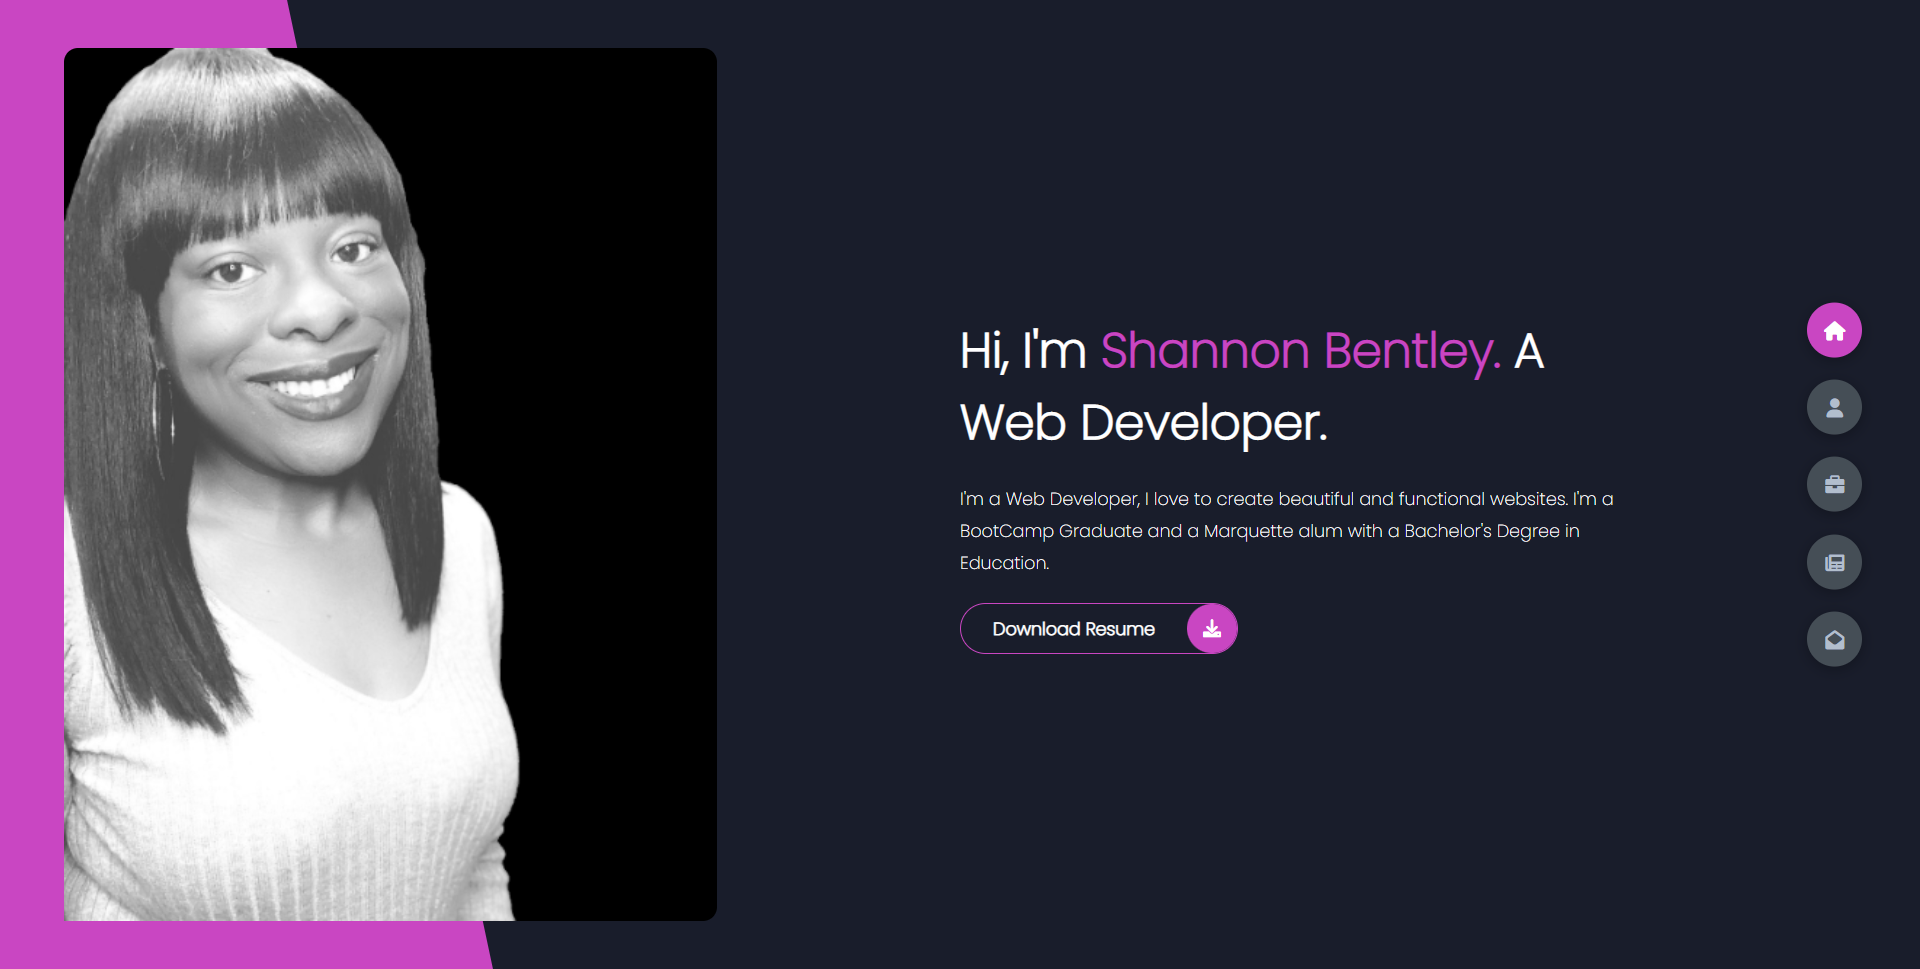 Hi, I'm Shannon Bentley. A
Web Developer.
I'm a Web Developer, I love to create beautiful and functional websites. I'm a
BootCamp Graduate and a Marquette alum with a Bachelor's Degree in
Education.
Download Resume